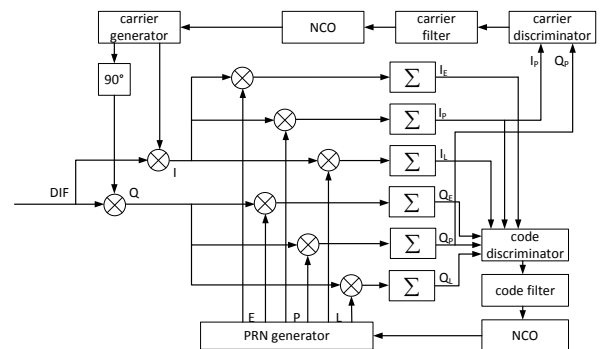 carrier
generator
NCO
carrier
filter
carrier
discriminator
90°
I_P
Q_P
∑
I_E
∑
I_P
I
∑
I_L
DIF
Q
∑
Q_E
∑
Q_P
code
discriminator
∑
Q_L
code filter
E
P
L
PRN generator
NCO